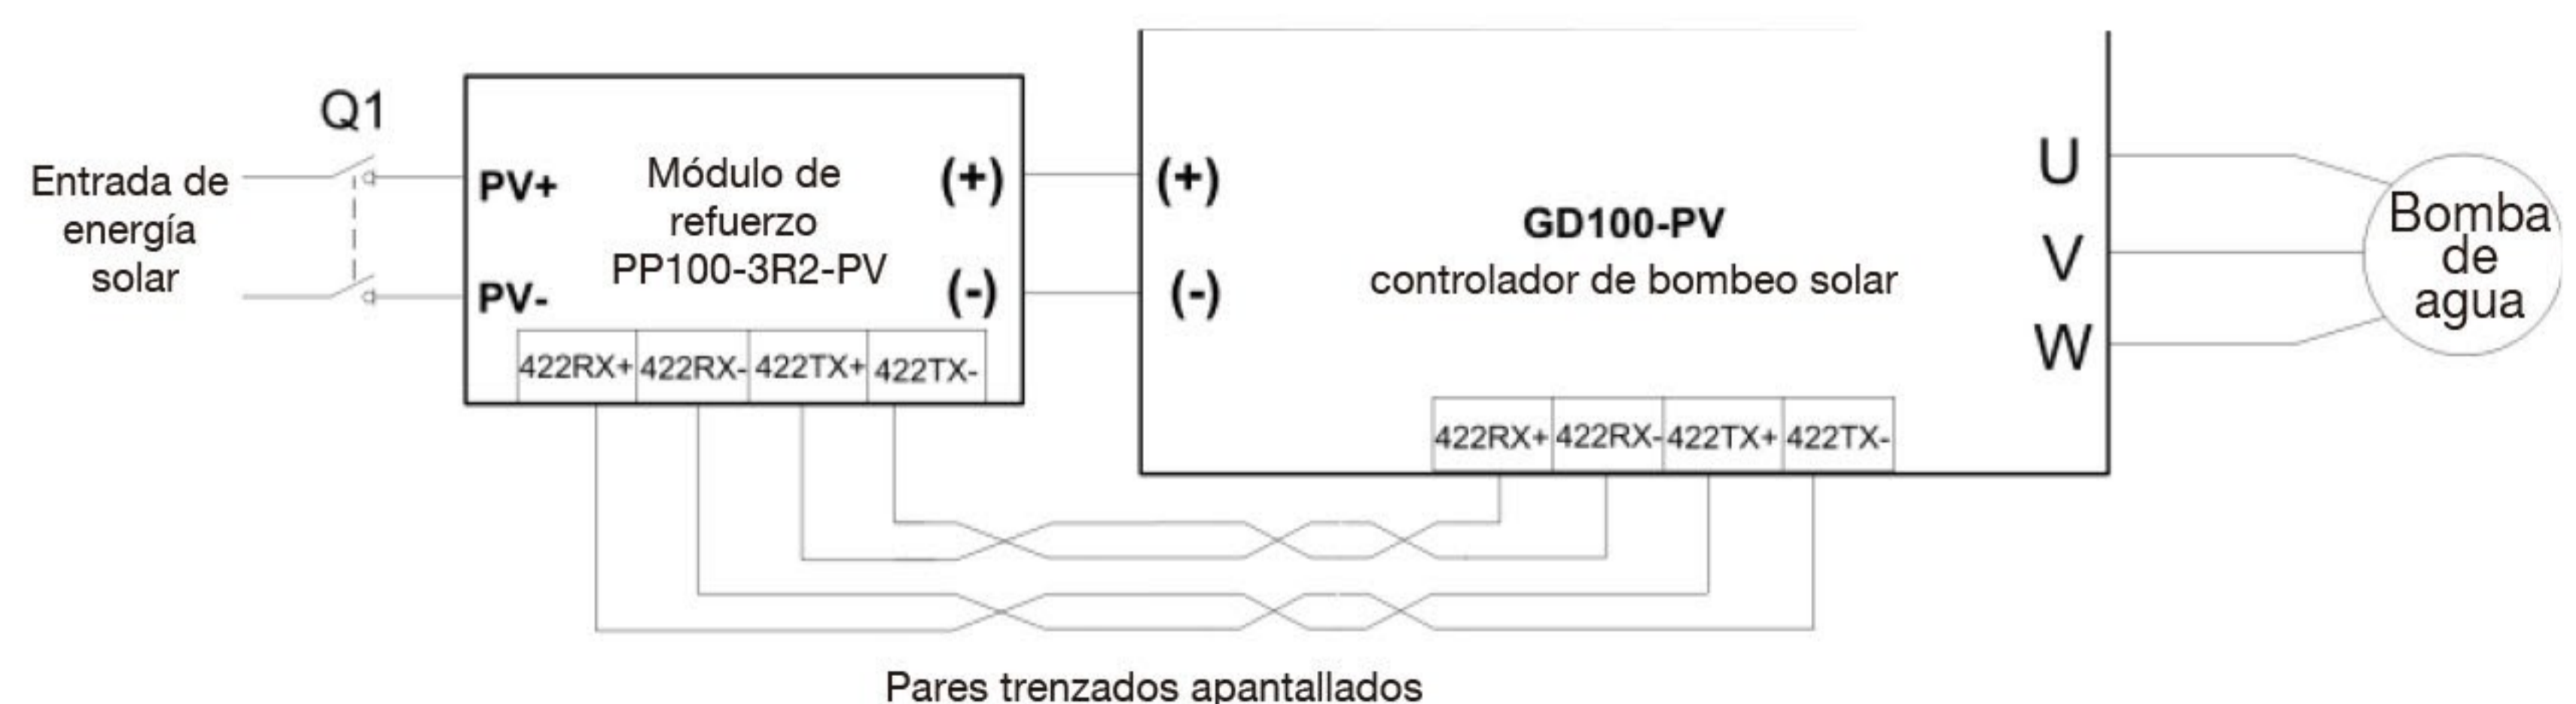 Q1
Entrada de
energía
solar
PV+
PV-
Módulo de
refuerzo
PP100-3R2-PV
(+)
(-)
422RX+ 422RX- 422TX+ 422TX-
(+)
(-)
GD100-PV
controlador de bombeo solar
U
V
W
422RX+ 422RX- 422TX+ 422TX-
Bomba
de
agua
Pares trenzados apantallados